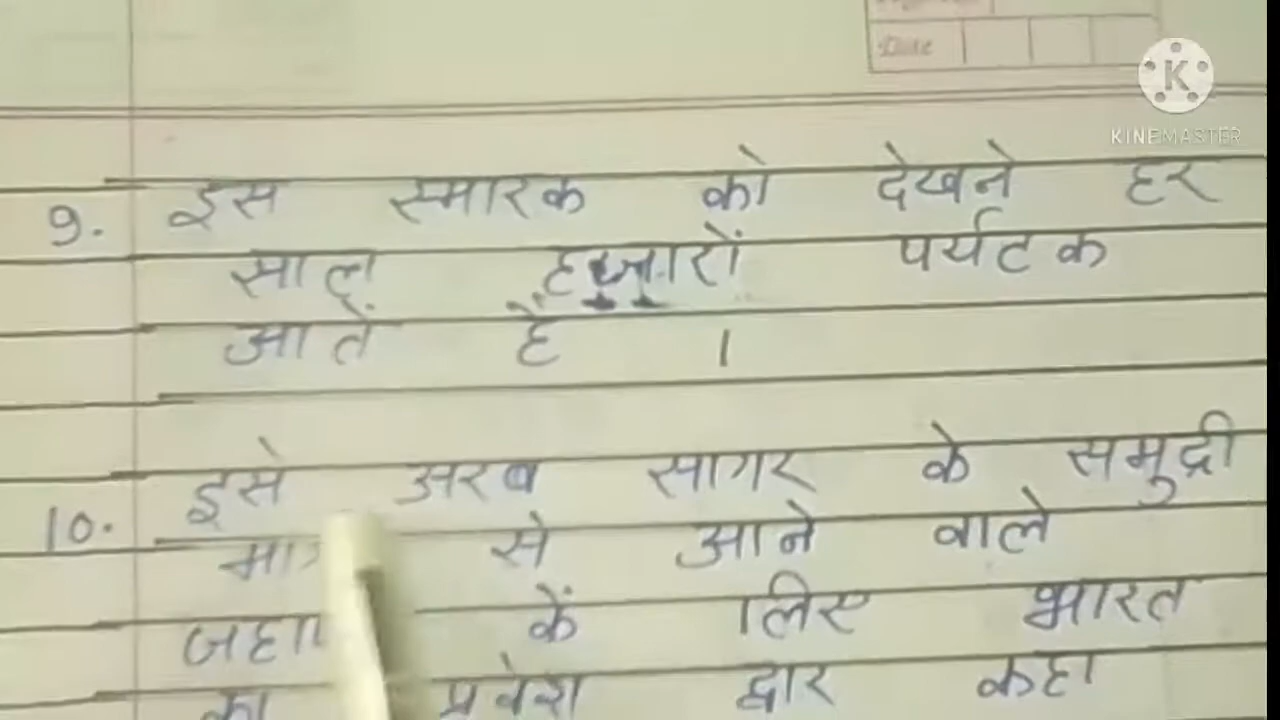 Date
KINEMASTER
9. इस स्मारक को देखने हर
साल हजारों पर्यटक
आतें हैं ।
10. इसे अरब सागर के समुद्री
से आने वाले
कें लिए भारत
का प्रवेश द्वार कहा